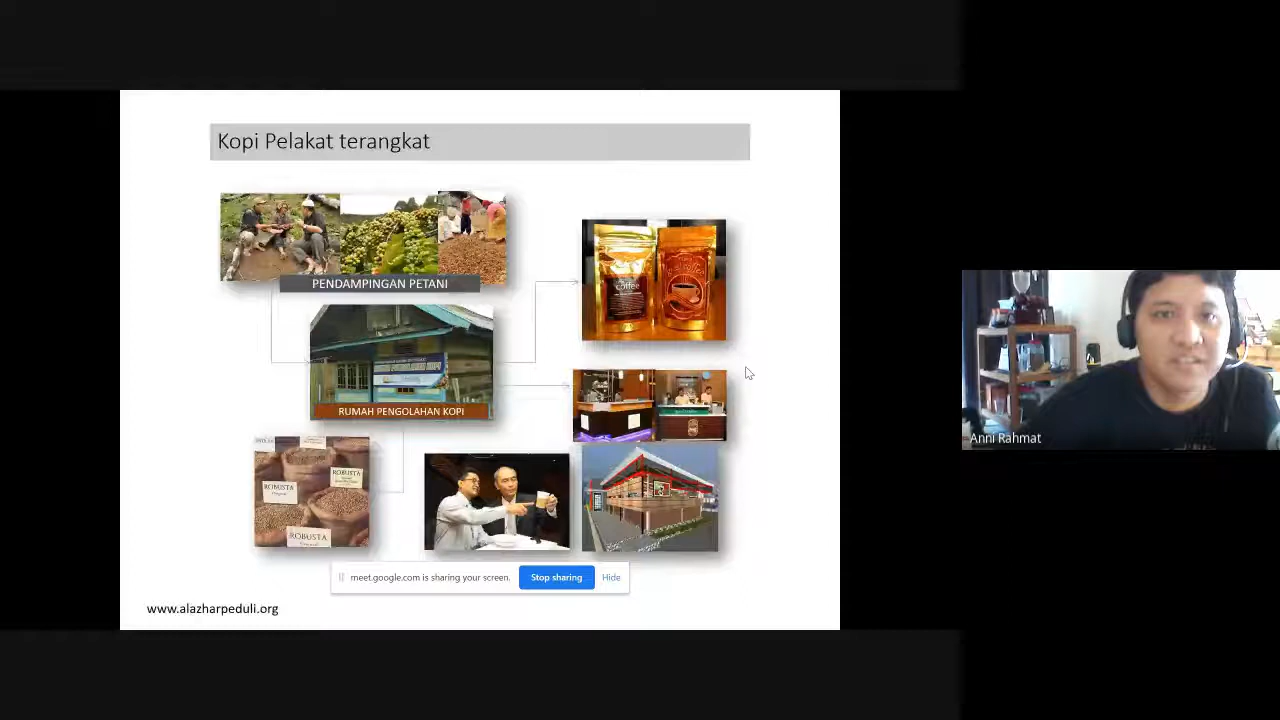 Kopi Pelakat terangkat
PENDAMPINGAN PETANI
coffee
RUMAH PENGOLAHAN KOPI
ROBUSTA
ROBUSTA
ROBUSTA
meet.google.com is sharing your screen.
Stop sharing
Hide
www.alazharpeduli.org
Anni Rahmat